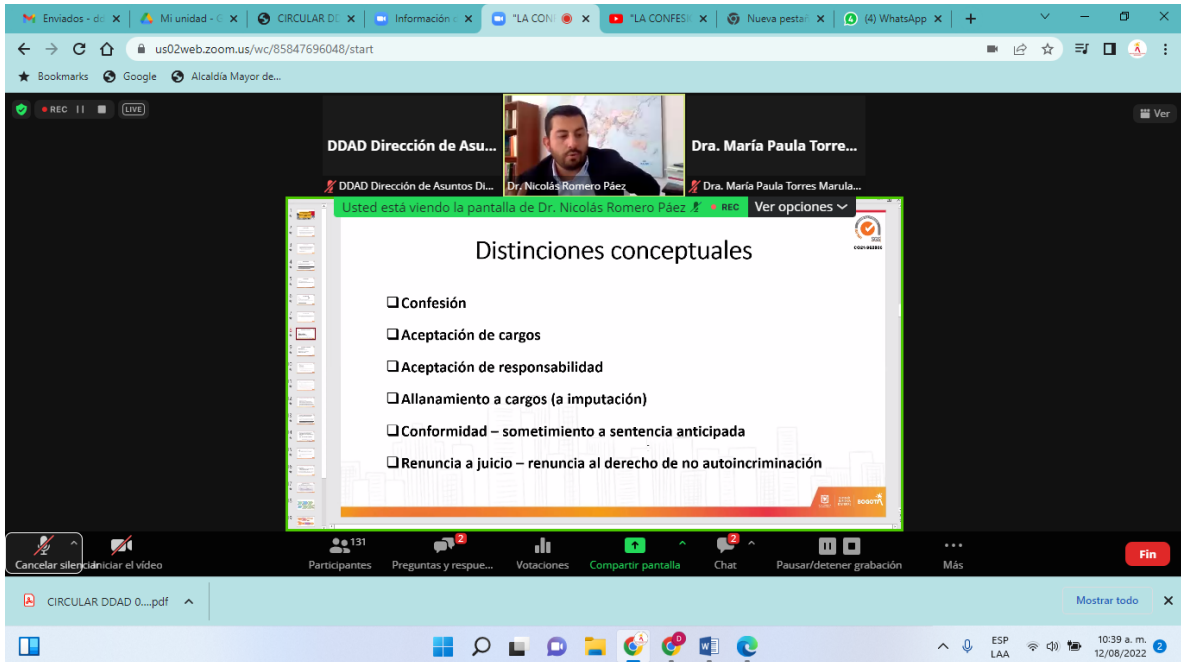 Enviados - do
Mi unidad - G
CIRCULAR DD
Información d
"LA CONI
"LA CONFESI
Nueva pestañ
(4) WhatsApp
us02web.zoom.us/wc/85847696048/start
Bookmarks
Google
Alcaldía Mayor de...
REC
LIVE
Ver
DDAD Dirección de Asu...
Dra. María Paula Torre...
DDAD Dirección de Asuntos Di...
Dr. Nicolás Romero Páez
Dra. María Paula Torres Marula...
Usted está viendo la pantalla de Dr. Nicolás Romero Páez
REC
Ver opciones
Distinciones conceptuales
Confesión
Aceptación de cargos
Aceptación de responsabilidad
Allanamiento a cargos (a imputación)
Conformidad – sometimiento a sentencia anticipada
Renuncia a juicio – renuncia al derecho de no autoincriminación
BOGOTÁ
Cancelar silenciar
Iniciar el vídeo
131
Participantes
2
Preguntas y respue...
Votaciones
Compartir pantalla
2
Chat
Pausar/detener grabación
Más
Fin
CIRCULAR DDAD 0....pdf
Mostrar todo
ESP
LAA
10:39 a. m.
12/08/2022
2